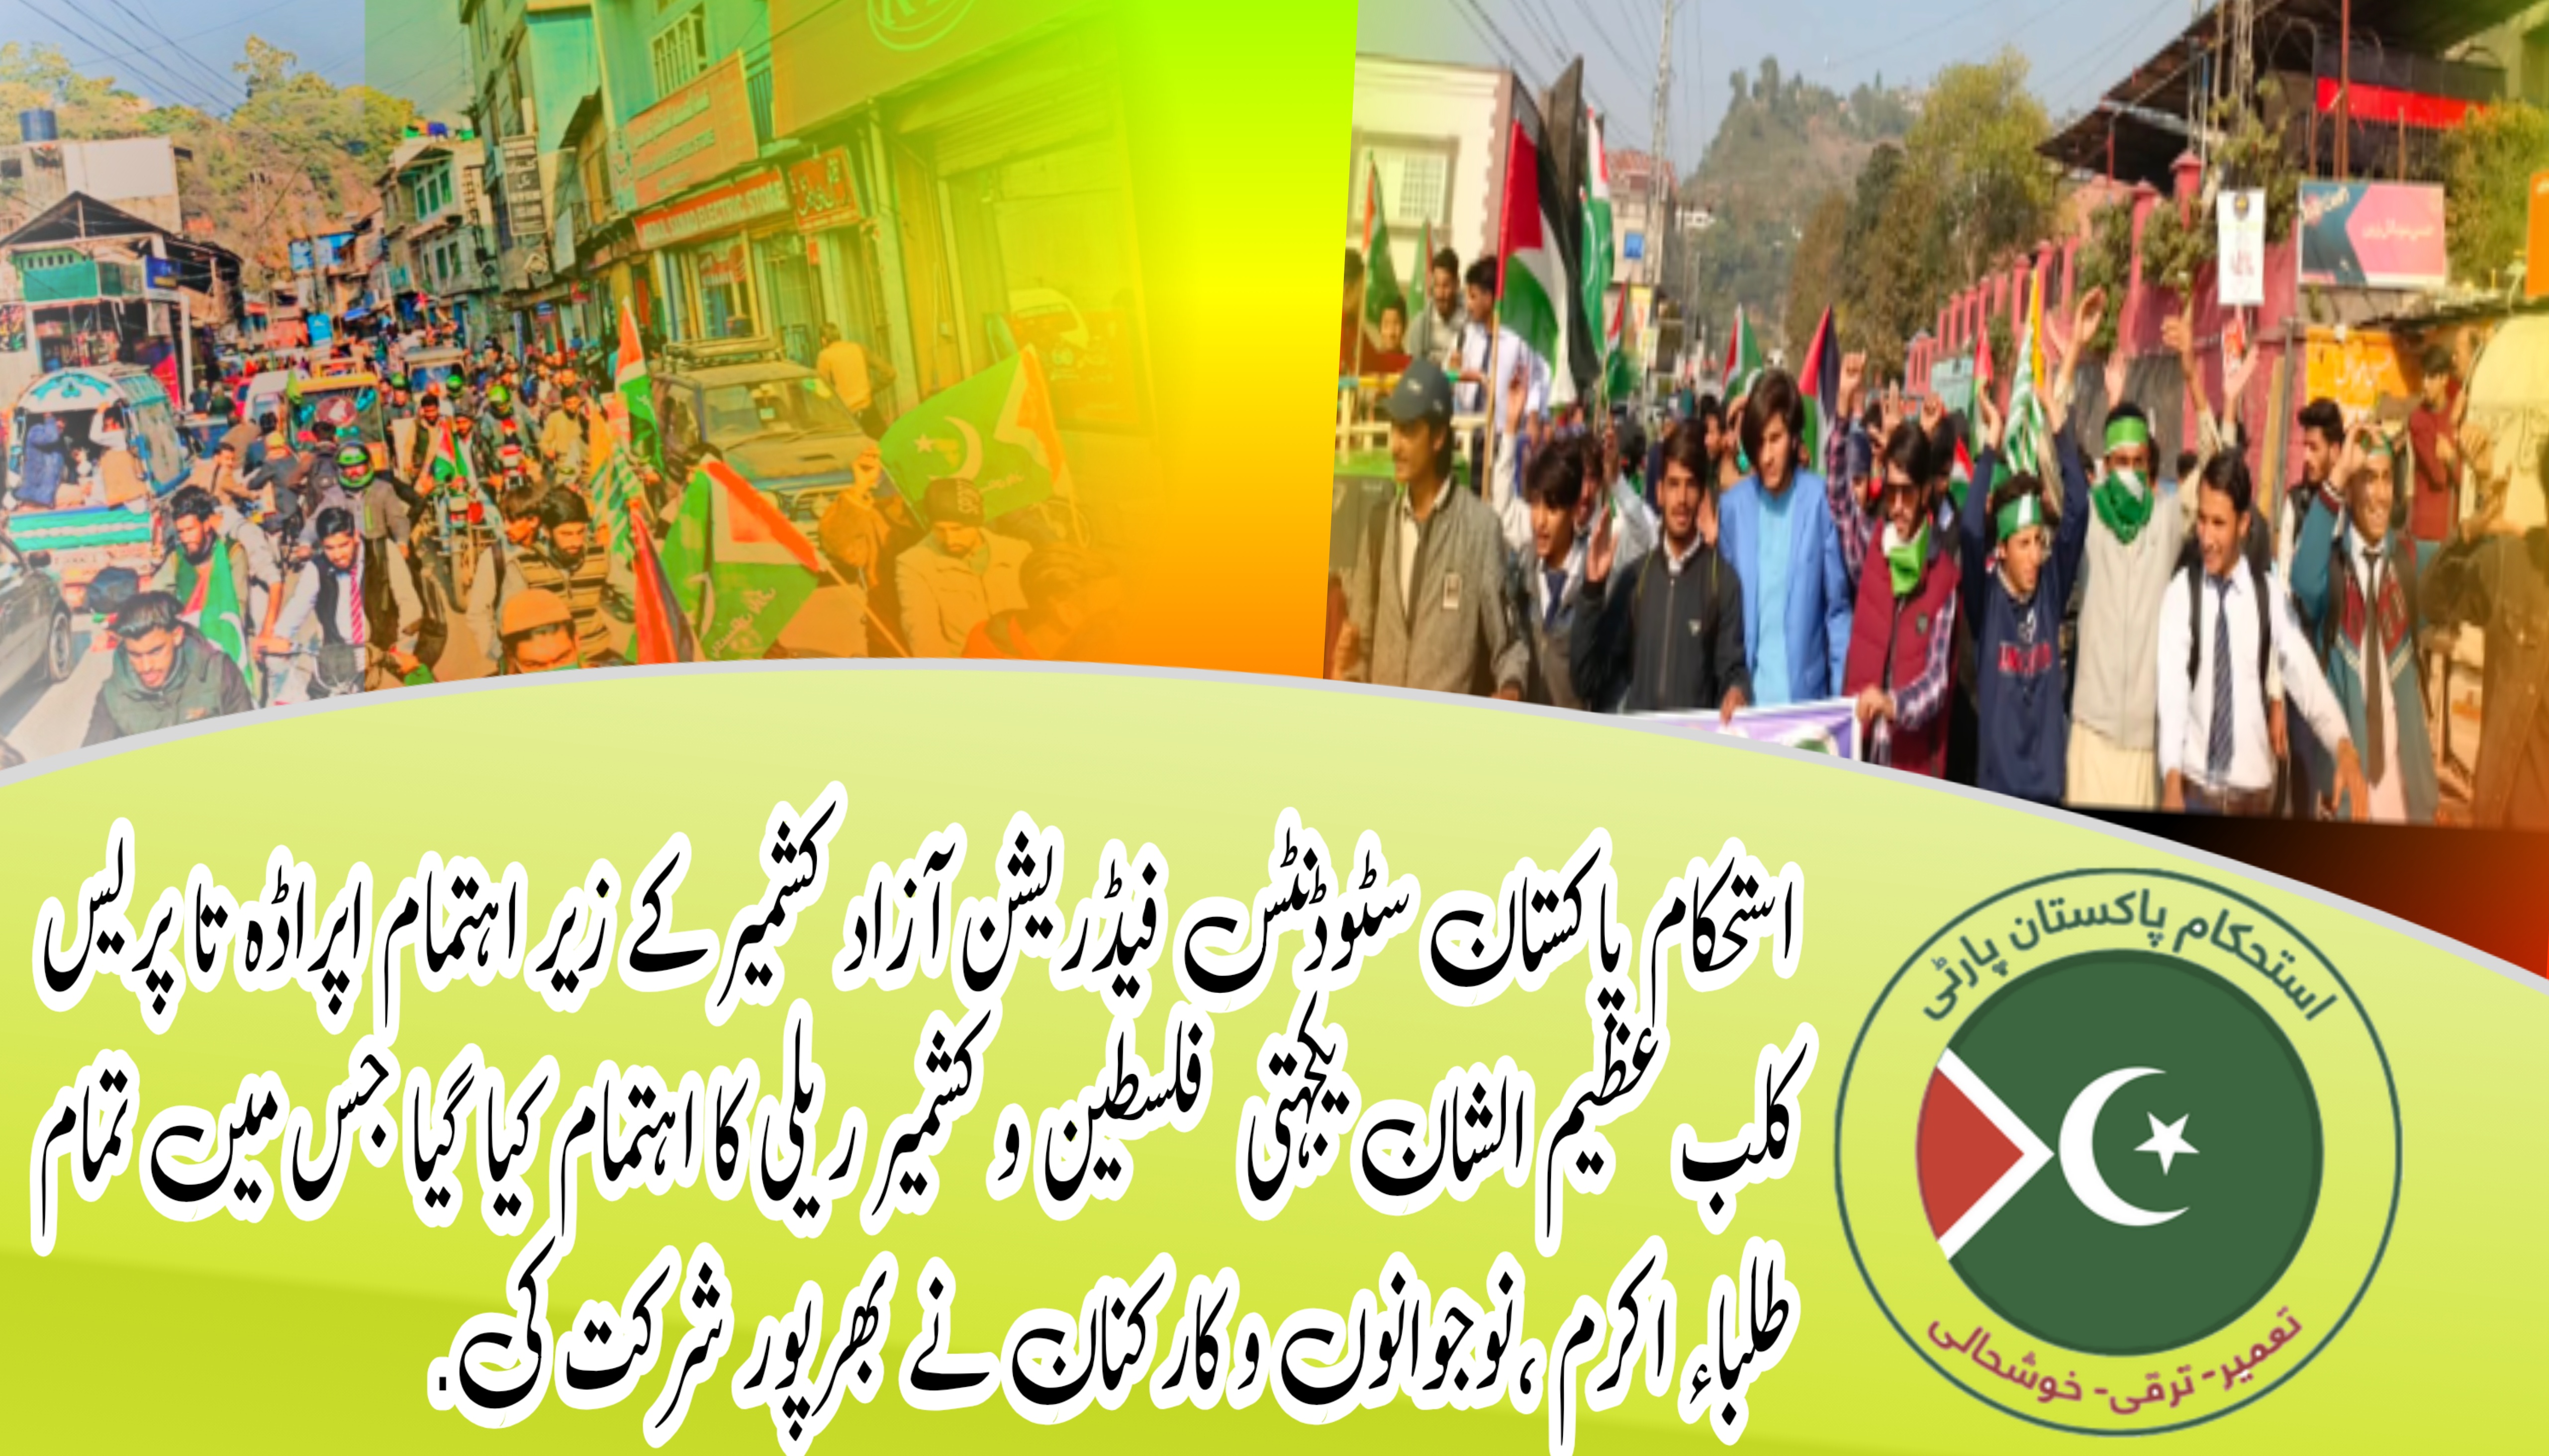 ELECTRIC STORE
استحکام پاکستان سٹوڈنٹس فیڈریشن آزاد کشمیر کے زیر اہتمام اپر اڈہ تا پریس
کلب عظیم الشان یکجہتی فلسطین و کشمیر ریلی کا اہتمام کیا گیا جس میں تمام
طلباء اکرم ,نوجوانوں و کارکنان نے بھرپور شرکت کی.
استحکام پاکستان پارٹی
تعمیر- ترقی- خوشحالی